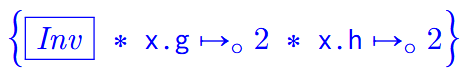 {Inv * x.g ↦∘ 2 * x.h ↦∘ 2}